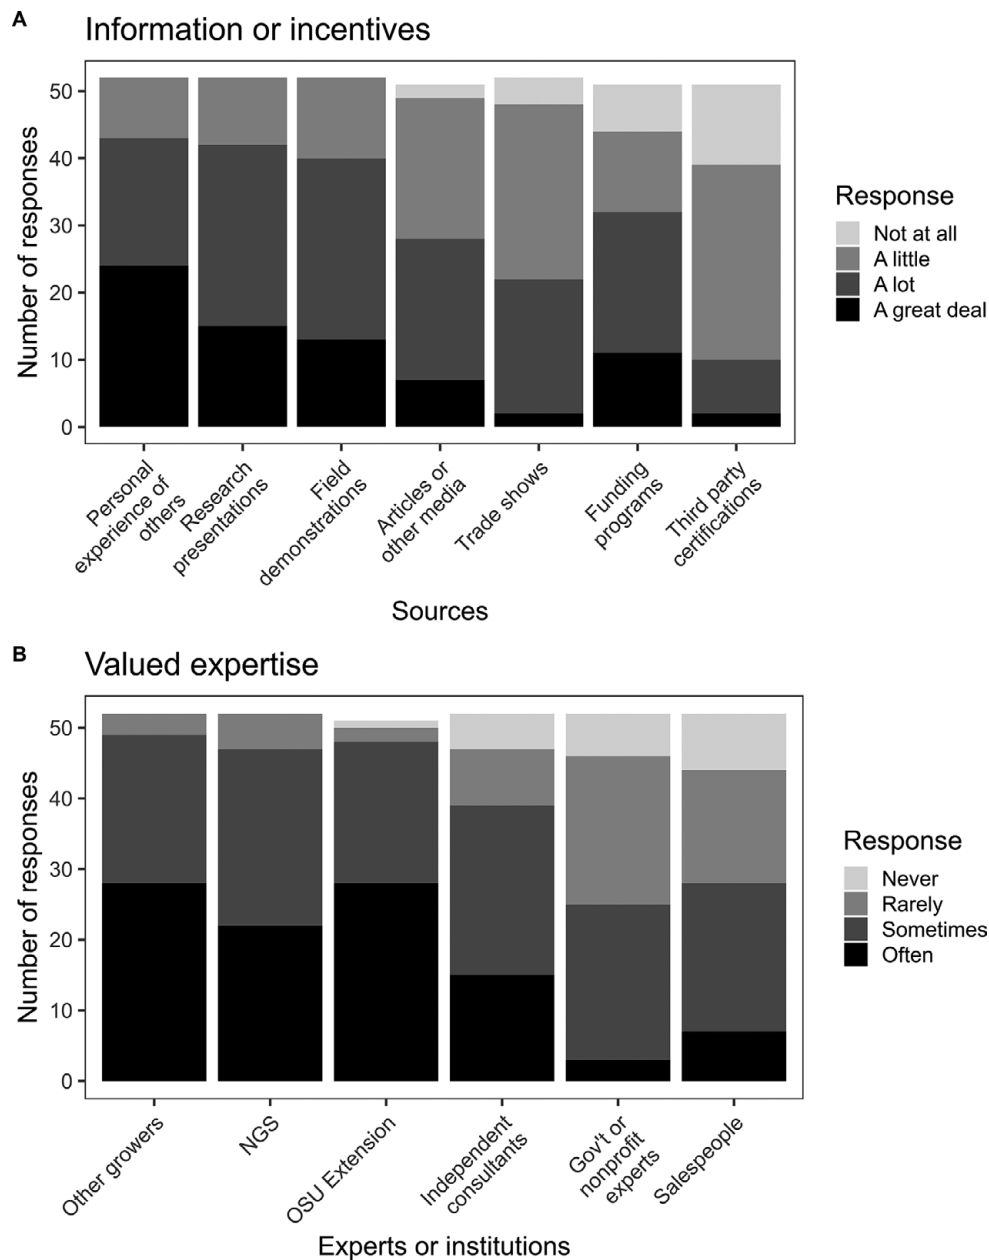 A
Information or incentives
Number of responses
50
40
30
20
10
0
Personal
experience of
others
Research
presentations
Field
demonstrations
Articles or
other media
Trade shows
Funding
programs
Third party
certifications
Sources
Response
Not at all
A little
A lot
A great deal
B
Valued expertise
Number of responses
50
40
30
20
10
0
Other growers
NGS
OSU Extension
Independent
consultants
Gov't or
nonprofit
experts
Salespeople
Experts or institutions
Response
Never
Rarely
Sometimes
Often